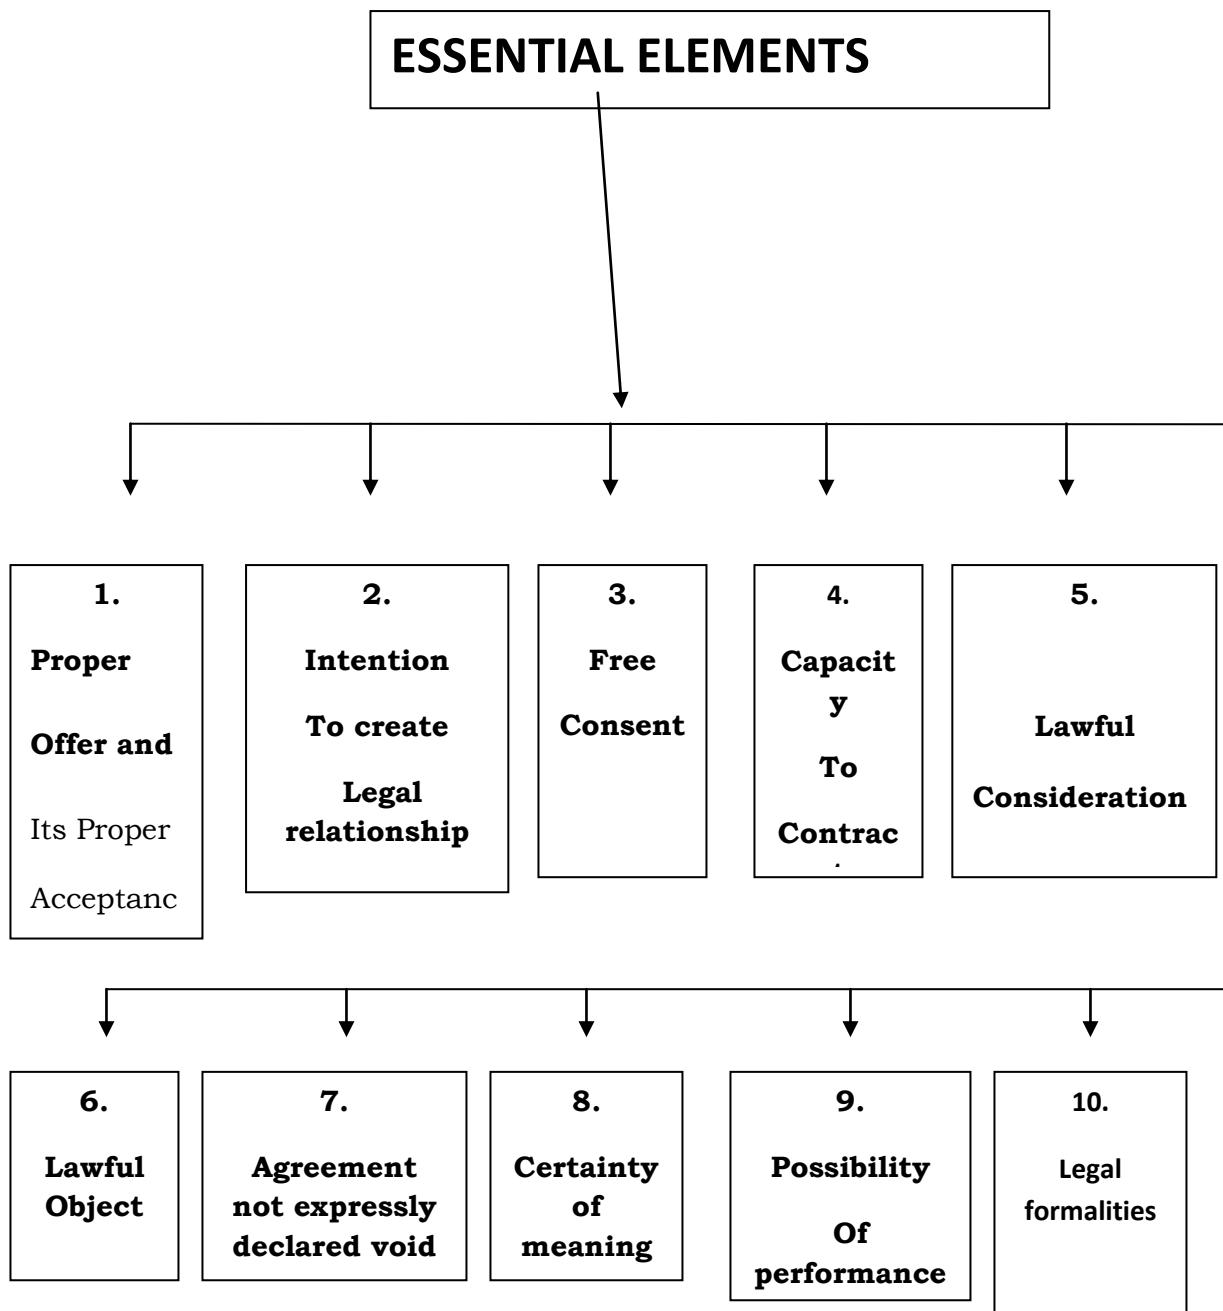 ESSENTIAL ELEMENTS
1.
Proper
Offer and
Its Proper
Acceptanc
2.
Intention
To create
Legal
relationship
3.
Free
Consent
4.
Capacit
y
To
Contrac
5.
Lawful
Consideration
6.
Lawful
Object
7.
Agreement
not expressly
declared void
8.
Certainty
of
meaning
9.
Possibility
Of
performance
10.
Legal
formalities